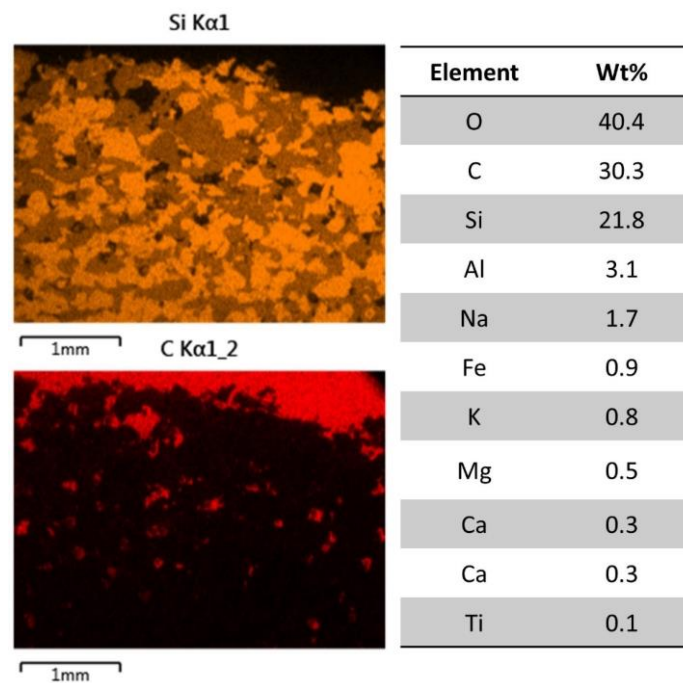 Si Kα1
1mm
C Kα1_2
1mm
Element Wt%
O 40.4
C 30.3
Si 21.8
Al 3.1
Na 1.7
Fe 0.9
K 0.8
Mg 0.5
Ca 0.3
Ca 0.3
Ti 0.1